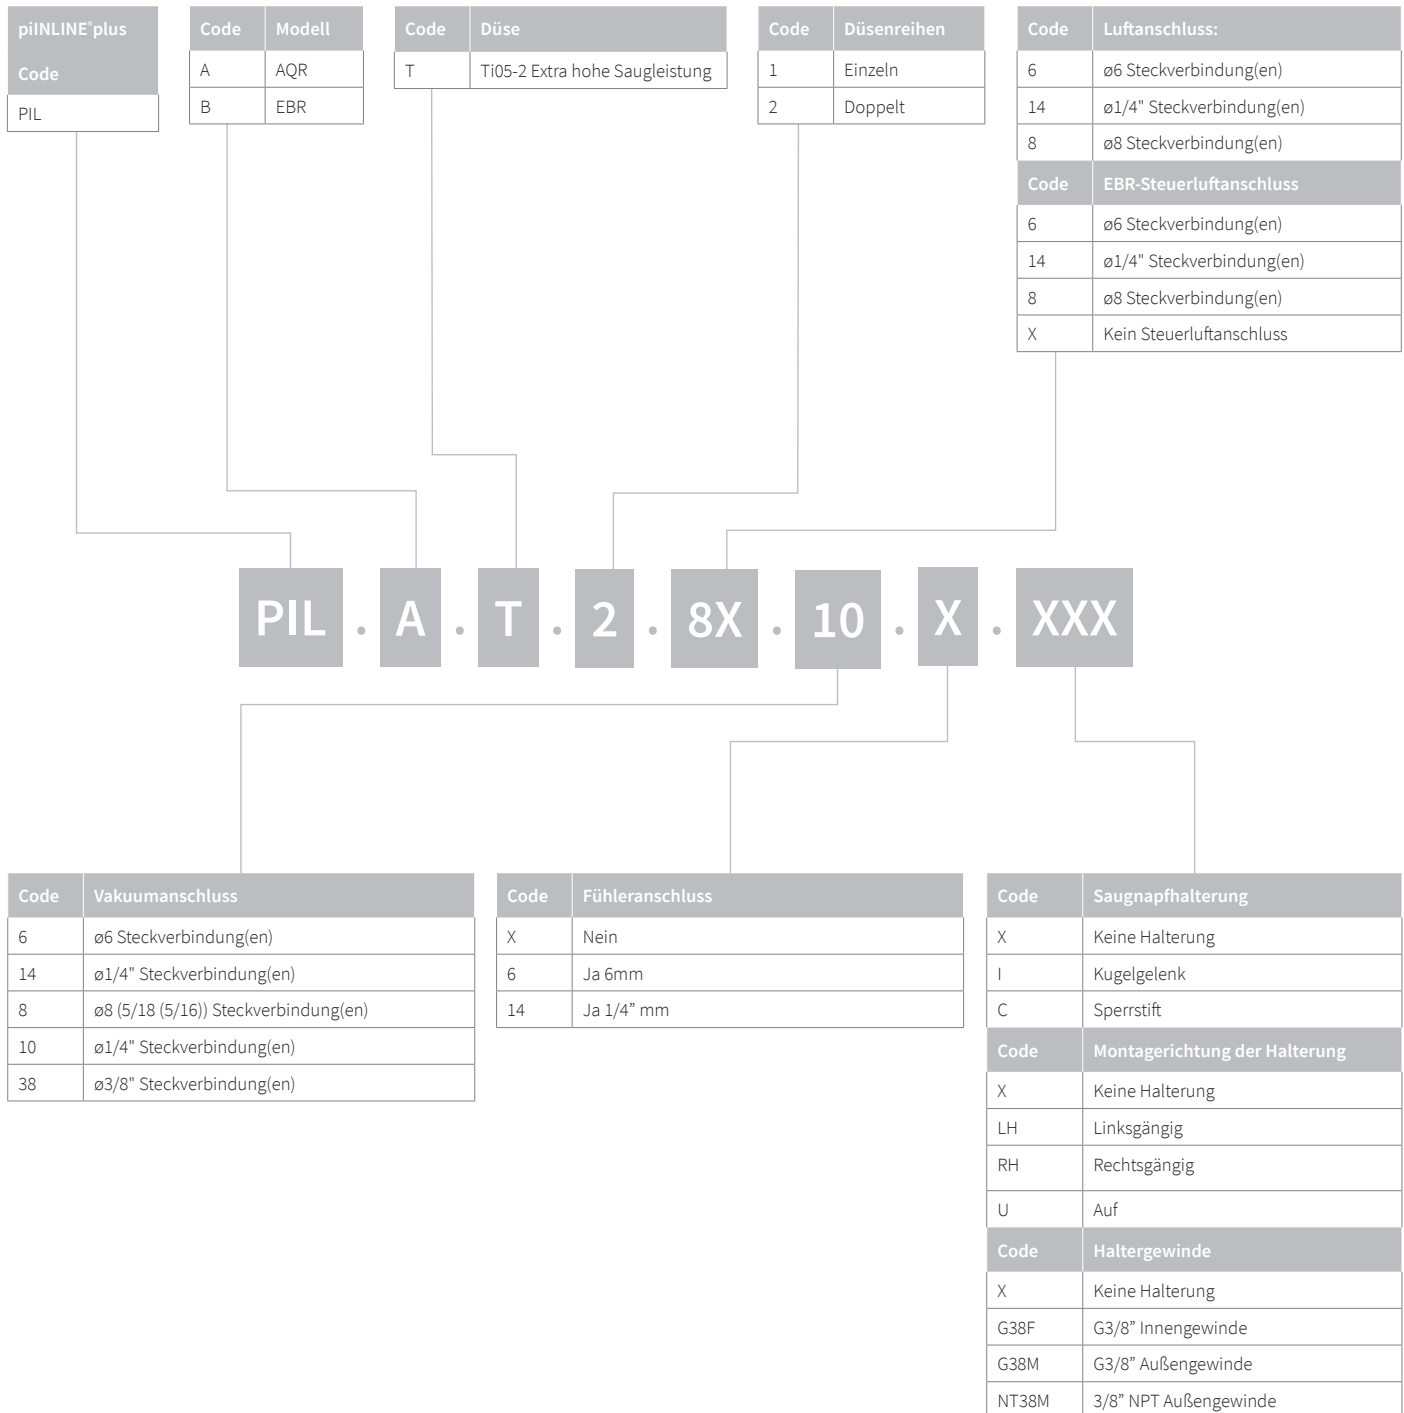 piINLINE®plus
Code
PIL
Code Modell
A AQR
B EBR
Code Düse
T Ti05-2 Extra hohe Saugleistung
Code Düsenreihen
1 Einzeln
2 Doppelt
Code Luftanschluss:
6 ø6 Steckverbindung(en)
14 ø1/4" Steckverbindung(en)
8 ø8 Steckverbindung(en)
Code EBR-Steuerluftanschluss
6 ø6 Steckverbindung(en)
14 ø1/4" Steckverbindung(en)
8 ø8 Steckverbindung(en)
X Kein Steuerluftanschluss
PIL . A . T . 2 . 8X . 10 . X . XXX
Code Vakuumanschluss
6 ø6 Steckverbindung(en)
14 ø1/4" Steckverbindung(en)
8 ø8 (5/18 (5/16)) Steckverbindung(en)
10 ø1/4" Steckverbindung(en)
38 ø3/8" Steckverbindung(en)
Code Fühleranschluss
X Nein
6 Ja 6mm
14 Ja 1/4” mm
Code Saugnapfhalterung
X Keine Halterung
I Kugelgelenk
C Sperrstift
Code Montagerichtung der Halterung
X Keine Halterung
LH Linksgängig
RH Rechtsgängig
U Auf
Code Haltergewinde
X Keine Halterung
G38F G3/8” Innengewinde
G38M G3/8” Außengewinde
NT38M 3/8” NPT Außengewinde